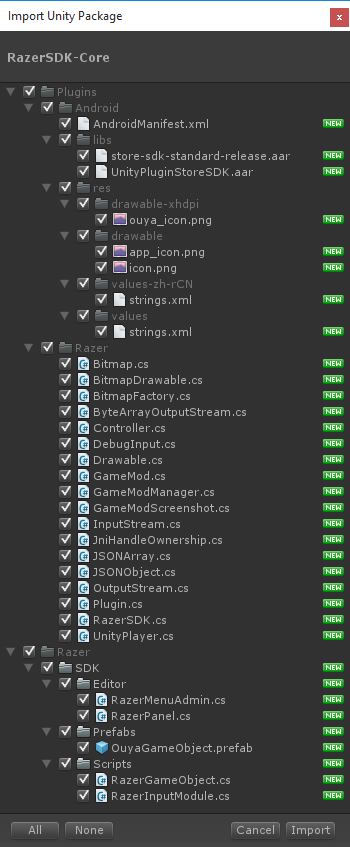 Import Unity Package
x
RazerSDK-Core
Plugins
Android
AndroidManifest.xml NEW
libs
store-sdk-standard-release.aar NEW
UnityPluginStoreSDK.aar NEW
res
drawable-xhdpi
ouya_icon.png NEW
drawable
app_icon.png NEW
icon.png NEW
values-zh-rCN
strings.xml NEW
values
strings.xml NEW
Razer
Bitmap.cs NEW
BitmapDrawable.cs NEW
BitmapFactory.cs NEW
ByteArrayOutputStream.cs NEW
Controller.cs NEW
DebugInput.cs NEW
Drawable.cs NEW
GameMod.cs NEW
GameModManager.cs NEW
GameModScreenshot.cs NEW
InputStream.cs NEW
JniHandleOwnership.cs NEW
JSONArray.cs NEW
JSONObject.cs NEW
OutputStream.cs NEW
Plugin.cs NEW
RazerSDK.cs NEW
UnityPlayer.cs NEW
Razer
SDK NEW
Editor NEW
RazerMenuAdmin.cs NEW
RazerPanel.cs NEW
Prefabs NEW
OuyaGameObject.prefab NEW
Scripts NEW
RazerGameObject.cs NEW
RazerInputModule.cs NEW
All None Cancel Import